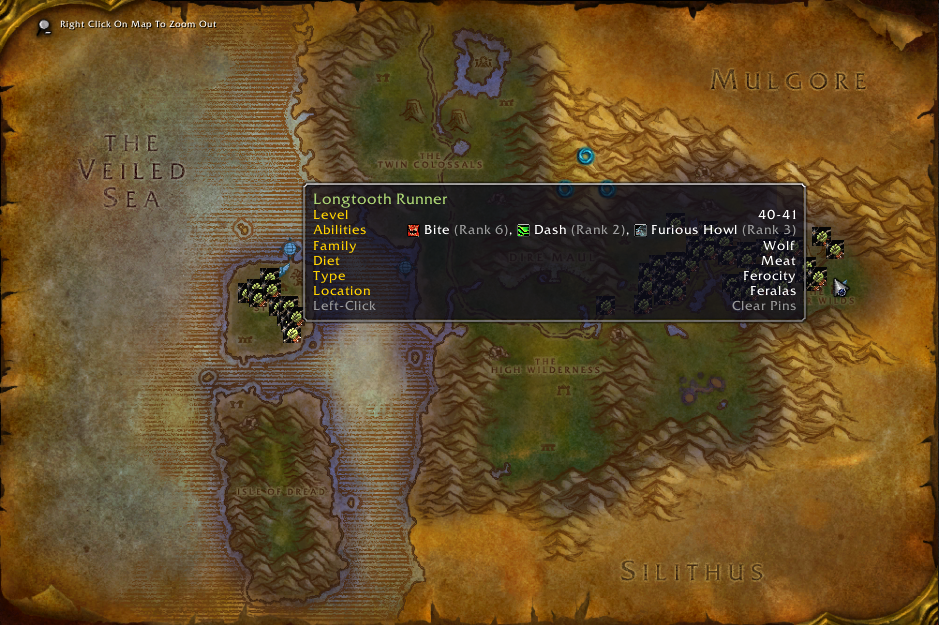 Right Click On Map To Zoom Out
MULGORE
THE
VEILED
SEA
THE
TWIN COLOSSALS
Longtooth Runner
Level 40-41
Abilities Bite (Rank 6), Dash (Rank 2), Furious Howl (Rank 3)
Family Wolf
Diet Meat
Type Ferocity
Location Feralas
Left-Click Clear Pins
DIRE MAUL
THE
HIGH WILDERNESS
ISLE OF DREAD
SILITHUS